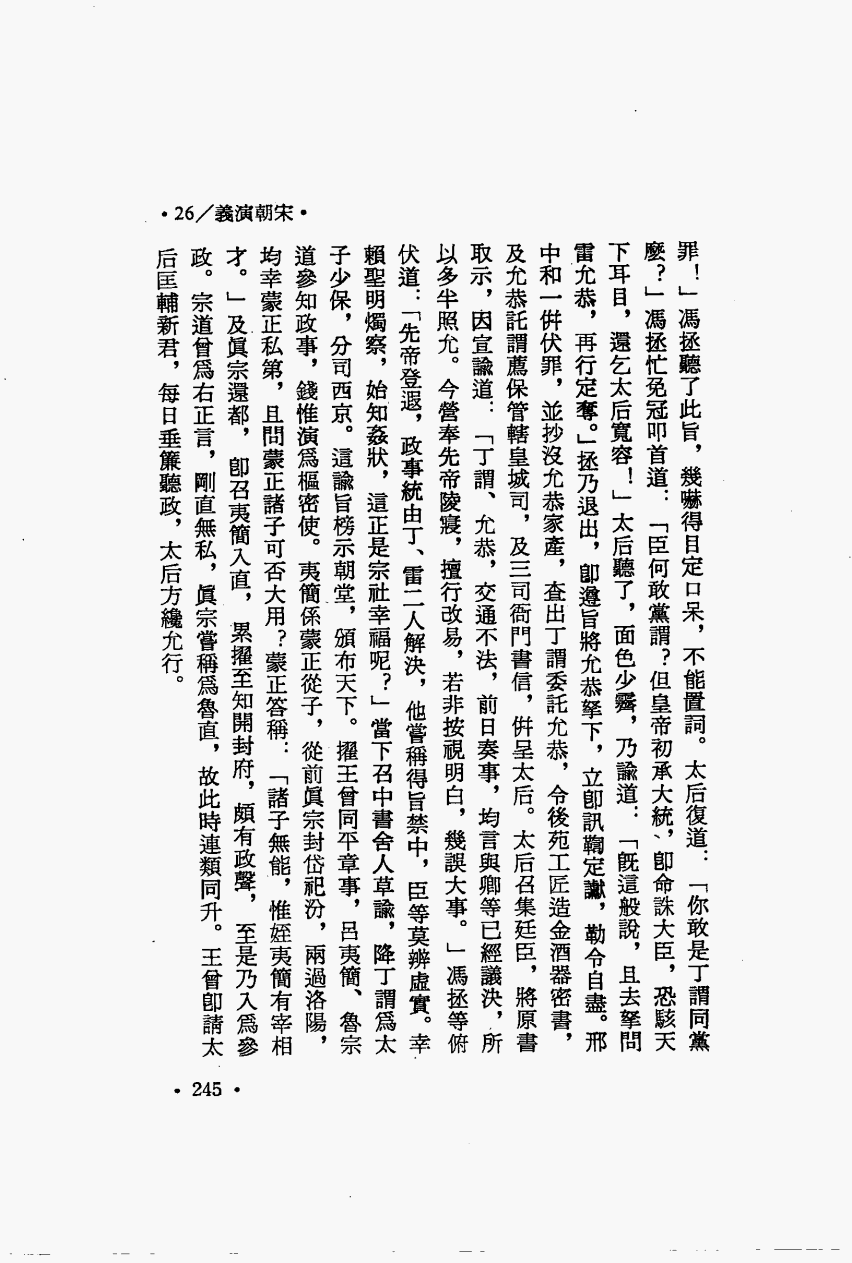 •26／義演朝宋•
罪！」馮拯聽了此旨，幾嚇得目定口呆，不能置詞。太后復道：「你敢是丁謂同黨
麼？」馮拯忙免冠叩首道：「臣何敢黨謂？但皇帝初承大統、卽命誅大臣，恐駭天
下耳目，還乞太后寬容！」太后聽了，面色少霽，乃諭道：「旣這般說，且去拏問
雷允恭，再行定奪。」拯乃退出，卽遵旨將允恭拏下，立卽訊鞫定讞，勒令自盡。邢
中和一倂伏罪，並抄沒允恭家產，查出丁謂委託允恭，令後苑工匠造金酒器密書，
及允恭託謂薦保管轄皇城司，及三司衙門書信，倂呈太后。太后召集廷臣，將原書
取示，因宣諭道：「丁謂、允恭，交通不法，前日奏事，均言與卿等已經議決，所
以多半照允。今營奉先帝陵寢，擅行改易，若非按視明白，幾誤大事。」馮拯等俯
伏道：「先帝登遐，政事統由丁、雷二人解決，他嘗稱得旨禁中，臣等莫辨虛實。幸
賴聖明燭察，始知姦狀，這正是宗社幸福呢？」當下召中書舍人草諭，降丁謂爲太
子少保，分司西京。這諭旨榜示朝堂，頒布天下。擢王曾同平章事，呂夷簡、魯宗
道參知政事，錢惟演爲樞密使。夷簡係蒙正從子，從前眞宗封岱祀汾，兩過洛陽，
均幸蒙正私第，且問蒙正諸子可否大用？蒙正答稱：「諸子無能，惟姪夷簡有宰相
才。」及眞宗還都，卽召夷簡入直，累擢至知開封府，頗有政聲，至是乃入爲參
政。宗道曾爲右正言，剛直無私，眞宗嘗稱爲魯直，故此時連類同升。王曾卽請太
后匡輔新君，每日垂簾聽政，太后方纔允行。
•245•